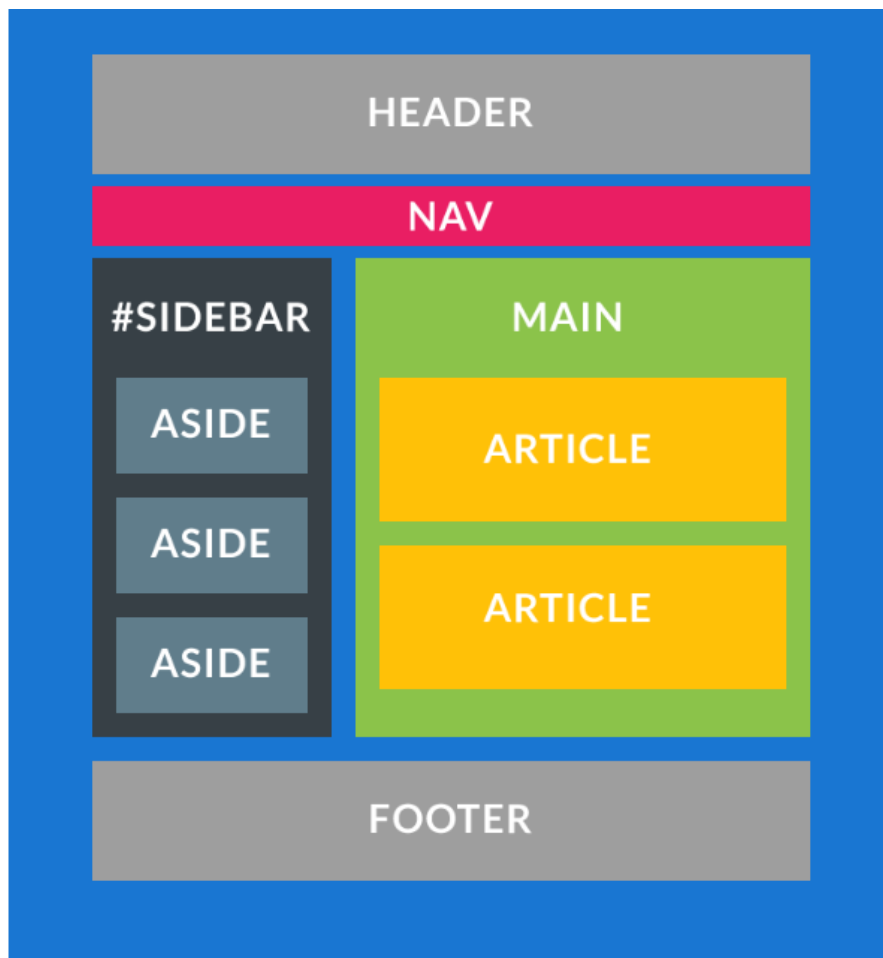 HEADER
NAV
#SIDEBAR
ASIDE
ASIDE
ASIDE
MAIN
ARTICLE
ARTICLE
FOOTER